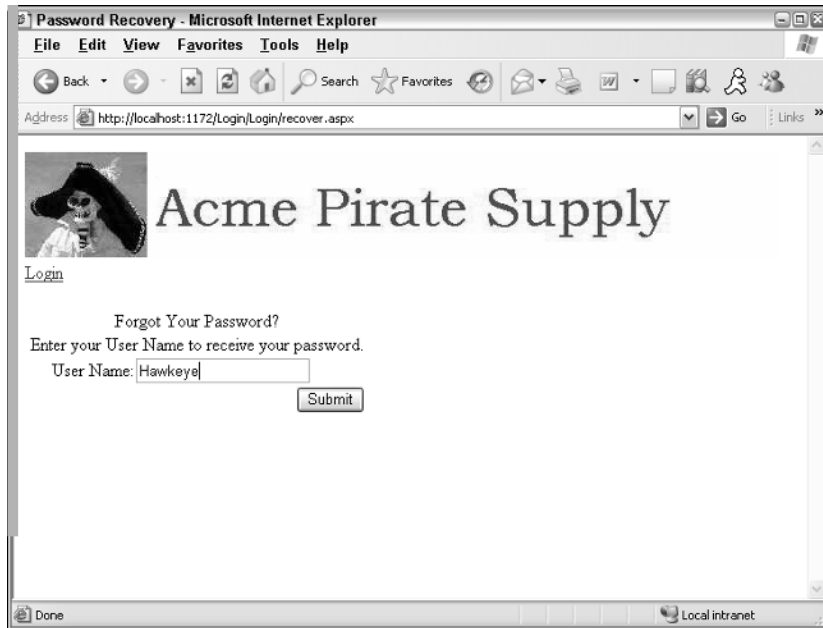 Password Recovery - Microsoft Internet Explorer
File Edit View Favorites Tools Help
Back Search Favorites
Address http://localhost:1172/Login/Login/recover.aspx Go Links »
Acme Pirate Supply
Login
Forgot Your Password?
Enter your User Name to receive your password.
User Name: Hawkeye
Submit
Done Local intranet